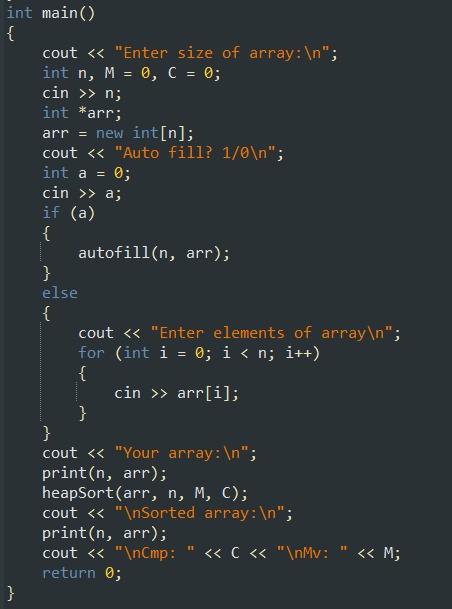 int main()
{
    cout << "Enter size of array:\n";
    int n, M = 0, C = 0;
    cin >> n;
    int *arr;
    arr = new int[n];
    cout << "Auto fill? 1/0\n";
    int a = 0;
    cin >> a;
    if (a)
    {
        autofill(n, arr);
    }
    else
    {
        cout << "Enter elements of array\n";
        for (int i = 0; i < n; i++)
        {
            cin >> arr[i];
        }
    }
    cout << "Your array:\n";
    print(n, arr);
    heapSort(arr, n, M, C);
    cout << "\nSorted array:\n";
    print(n, arr);
    cout << "\nCmp: " << C << "\nMv: " << M;
    return 0;
}